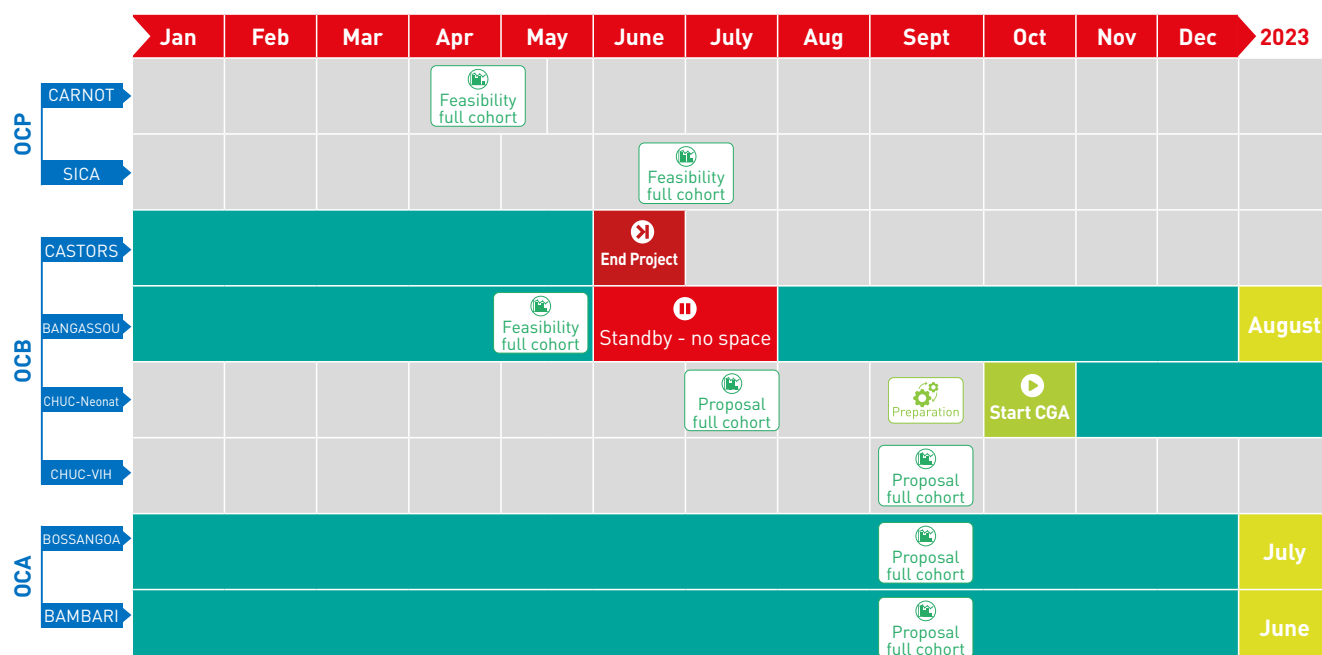 Jan Feb Mar Apr May June July Aug Sept Oct Nov Dec 2023
OCP
CARNOT
Feasibility
full cohort
SICA
Feasibility
full cohort
OCB
CASTORS
End Project
BANGASSOU
Feasibility
full cohort
Standby - no space
August
CHUC-Neonat
Proposal
full cohort
Preparation
Start CGA
CHUC-VIH
Proposal
full cohort
OCA
BOSSANGOA
Proposal
full cohort
July
BAMBARI
Proposal
full cohort
June